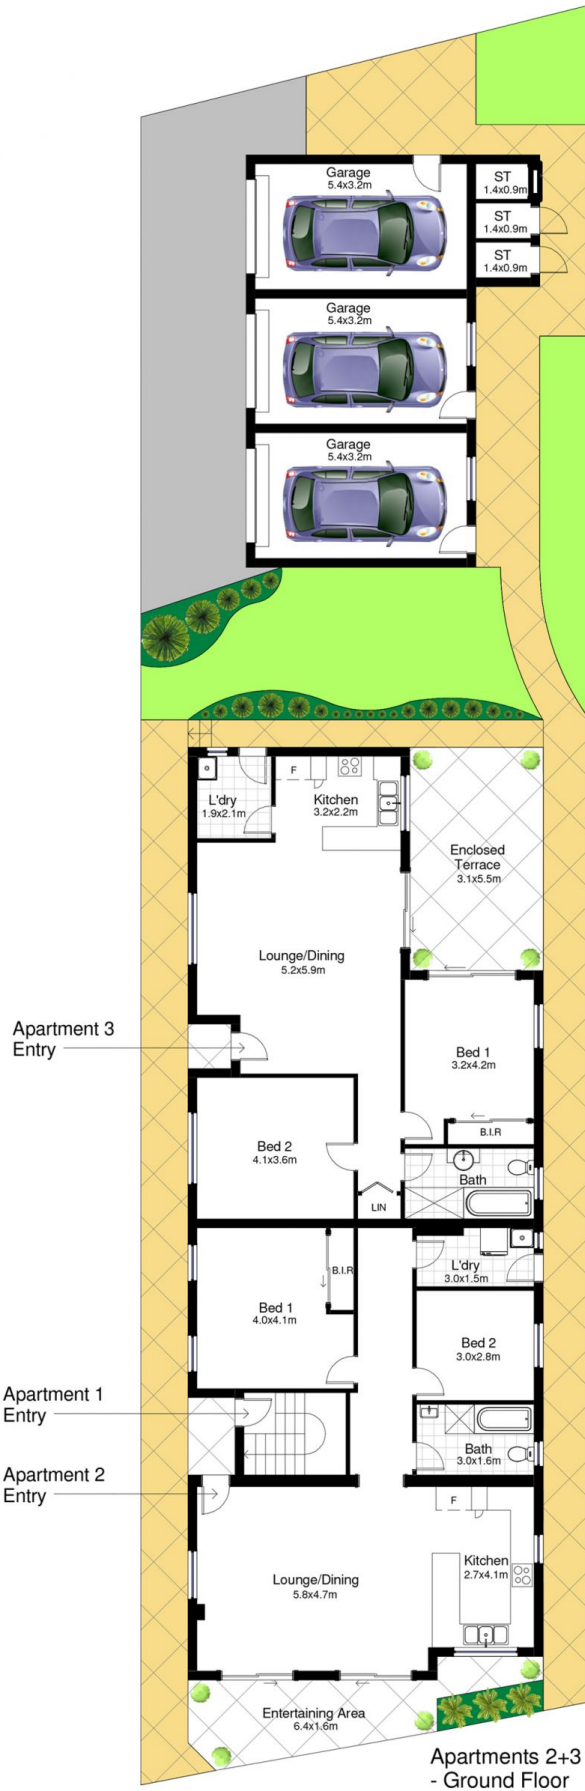 Garage
5.4x3.2m
ST
1.4x0.9m
ST
1.4x0.9m
ST
1.4x0.9m
Garage
5.4x3.2m
Garage
5.4x3.2m
L'dry
1.9x2.1m
F
Kitchen
3.2x2.2m
Enclosed
Terrace
3.1x5.5m
Lounge/Dining
5.2x5.9m
Apartment 3
Entry
Bed 1
3.2x4.2m
B.I.R
Bed 2
4.1x3.6m
Bath
LIN
L'dry
3.0x1.5m
B.I.R
Bed 1
4.0x4.1m
Bed 2
3.0x2.8m
Apartment 1
Entry
Bath
3.0x1.6m
Apartment 2
Entry
F
Kitchen
2.7x4.1m
Lounge/Dining
5.8x4.7m
Entertaining Area
6.4x1.6m
Apartments 2+3
- Ground Floor